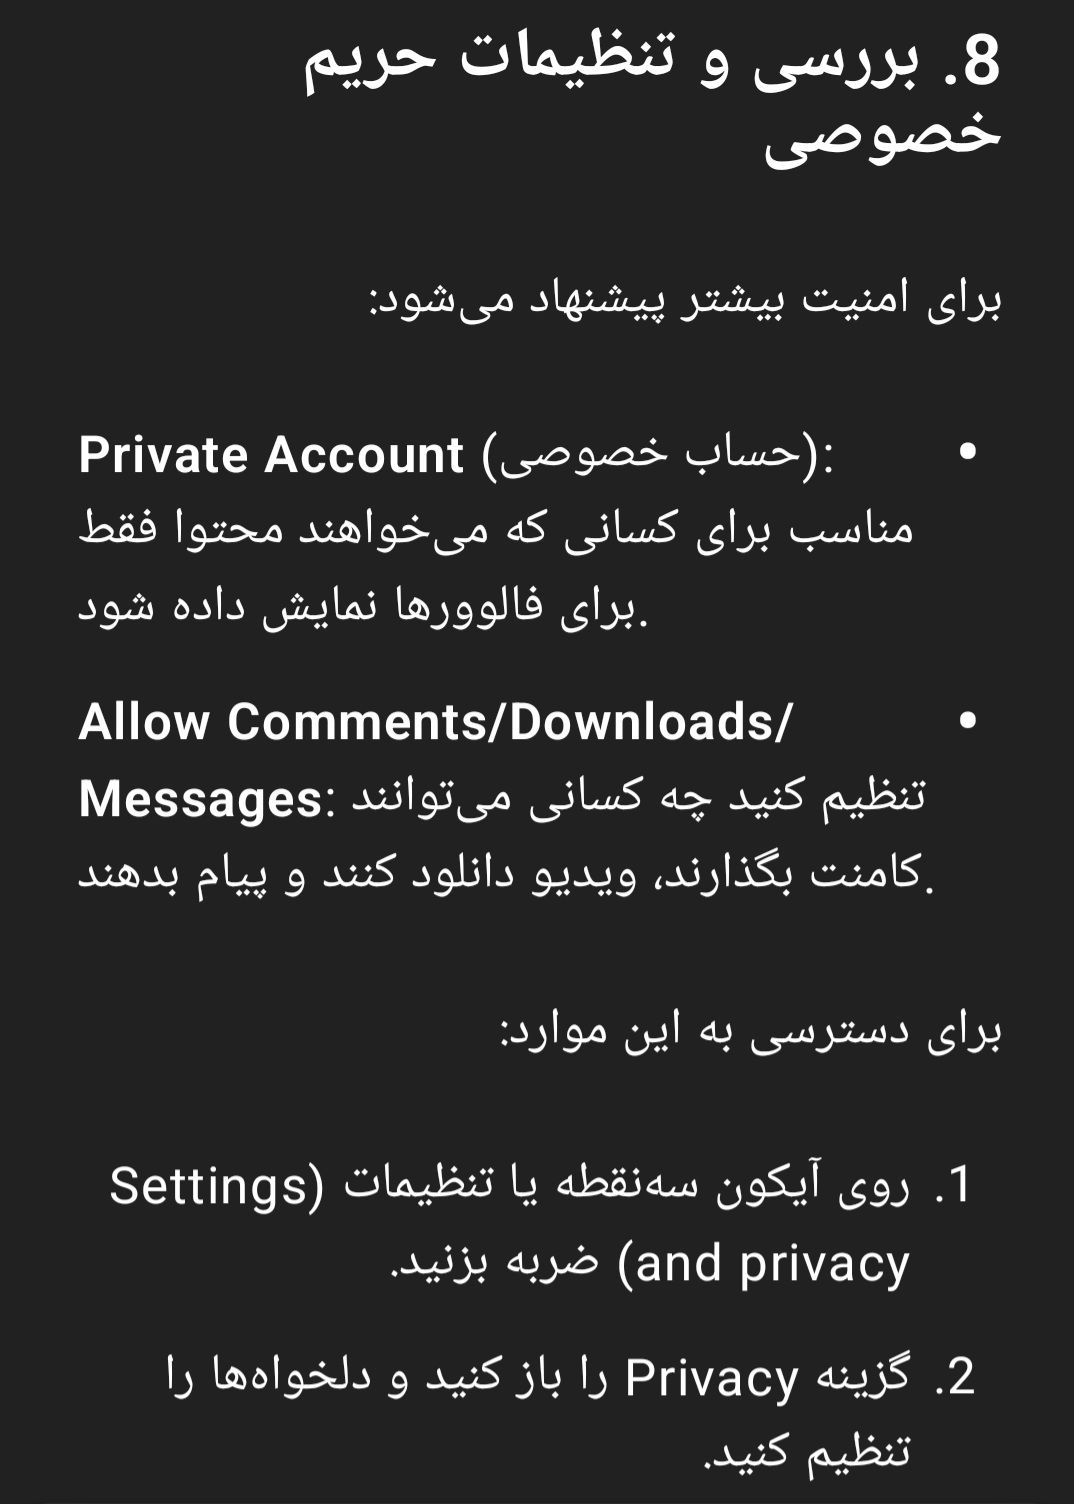 8. بررسی و تنظیمات حریم
خصوصی
برای امنیت بیشتر پیشنهاد می‌شود:
• Private Account (حساب خصوصی):
مناسب برای کسانی که می‌خواهند محتوا فقط
برای فالوورها نمایش داده شود.
• Allow Comments/Downloads/
Messages: تنظیم کنید چه کسانی می‌توانند
کامنت بگذارند، ویدیو دانلود کنند و پیام بدهند.
برای دسترسی به این موارد:
1. روی آیکون سه‌نقطه یا تنظیمات (Settings
and privacy) ضربه بزنید.
2. گزینه Privacy را باز کنید و دلخواه‌ها را
تنظیم کنید.